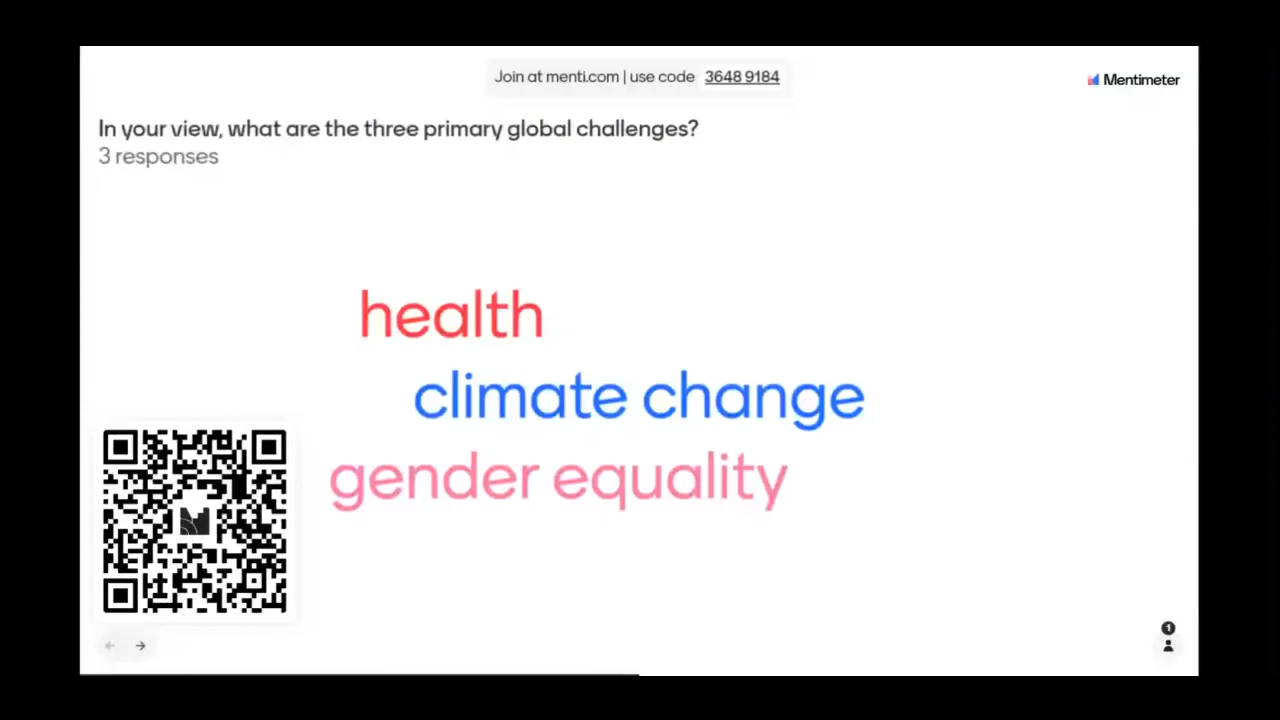 Join at menti.com | use code 3648 9184
Mentimeter
In your view, what are the three primary global challenges?
3 responses
health
climate change
gender equality
1